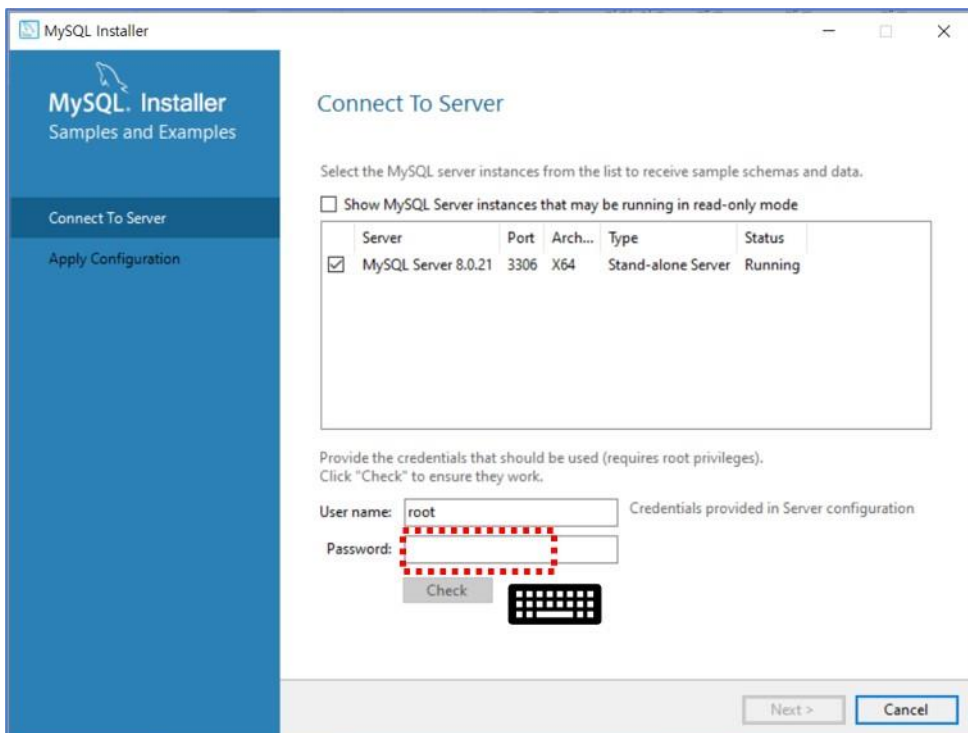 MySQL Installer
MySQL. Installer
Samples and Examples
Connect To Server
Apply Configuration
Connect To Server
Select the MySQL server instances from the list to receive sample schemas and data.
Show MySQL Server instances that may be running in read-only mode
Server Port Arch... Type Status
MySQL Server 8.0.21 3306 X64 Stand-alone Server Running
Provide the credentials that should be used (requires root privileges).
Click "Check" to ensure they work.
User name: root Credentials provided in Server configuration
Password:
Check
Next > Cancel